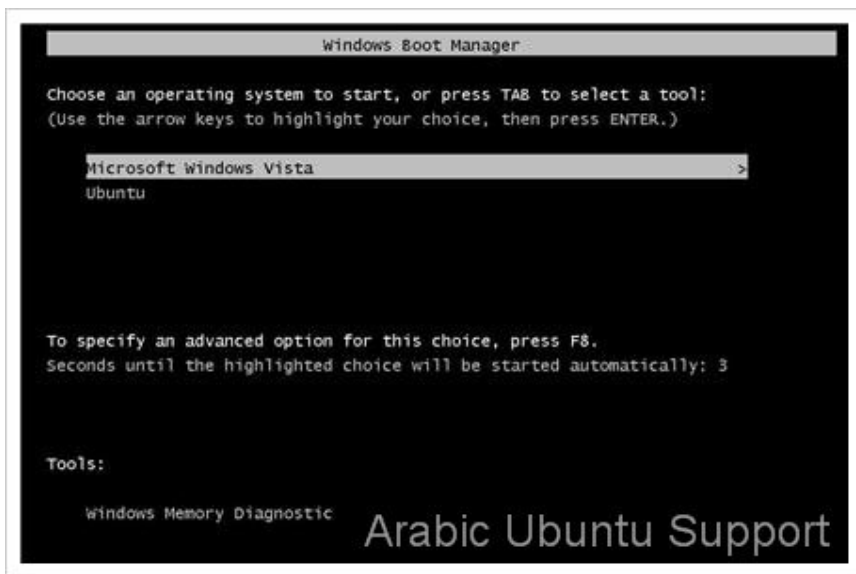 Windows Boot Manager
Choose an operating system to start, or press TAB to select a tool:
(Use the arrow keys to highlight your choice, then press ENTER.)
Microsoft Windows Vista >
Ubuntu
To specify an advanced option for this choice, press F8.
Seconds until the highlighted choice will be started automatically: 3
Tools:
Windows Memory Diagnostic
Arabic Ubuntu Support